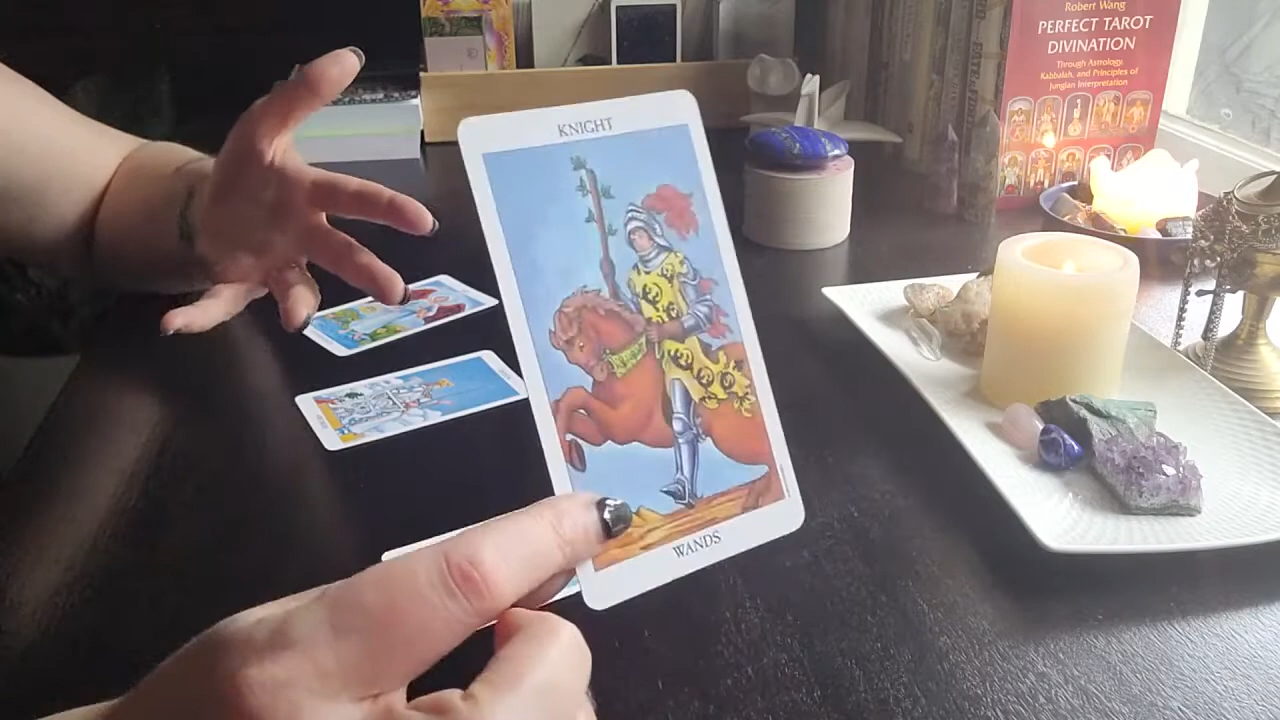 Robert Wang
PERFECT TAROT
DIVINATION
Through Astrology,
Kabbalah, and Principles of
Jungian Interpretation
KNIGHT
WANDS